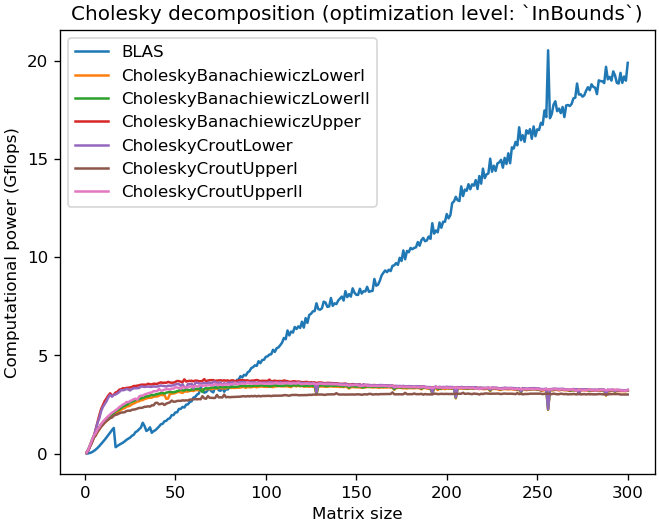 Cholesky decomposition (optimization level: `InBounds`)
BLAS
CholeskyBanachiewiczLowerI
CholeskyBanachiewiczLowerII
CholeskyBanachiewiczUpper
CholeskyCroutLower
CholeskyCroutUpperI
CholeskyCroutUpperII
Computational power (Gflops)
20
15
10
5
0
0 50 100 150 200 250 300
Matrix size